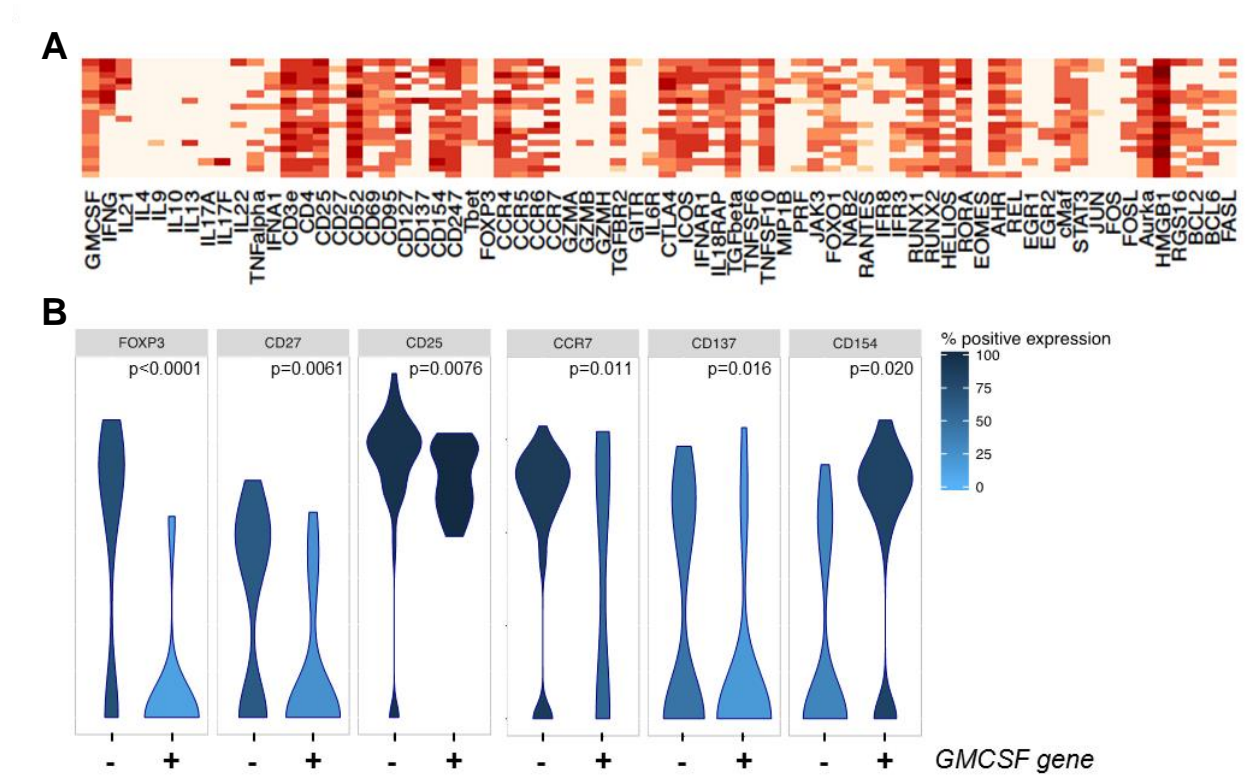 A
GMCSF
IFNG
IL21
IL4
IL9
IL10
IL13
IL17A
IL17F
IL22
TNFalpha
IFNA1
CD3e
CD4
CD25
CD27
CD52
CD69
CD95
CD127
CD137
CD154
CD247
Tbet
FOXP3
CCR4
CCR5
CCR6
CCR7
GZMA
GZMB
GZMH
TGFBR2
GITR
IL6R
CTLA4
ICOS
IFNAR1
IL18RAP
TGFbeta
TNFSF6
TNFSF10
MIP1B
PRF
JAK3
FOXO1
NAB2
RANTES
IFR8
IFR3
RUNX1
RUNX2
HELIOS
RORA
EOMES
AHR
REL
EGR1
EGR2
cMaf
STAT3
JUN
FOS
FOSL
Aurka
HMGB1
RGS16
BCL2
BCL6
FASL
B
FOXP3 CD27 CD25 CCR7 CD137 CD154
p<0.0001 p=0.0061 p=0.0076 p=0.011 p=0.016 p=0.020
% positive expression
100
75
50
25
0
- + - + - + - + - + - + GMCSF gene